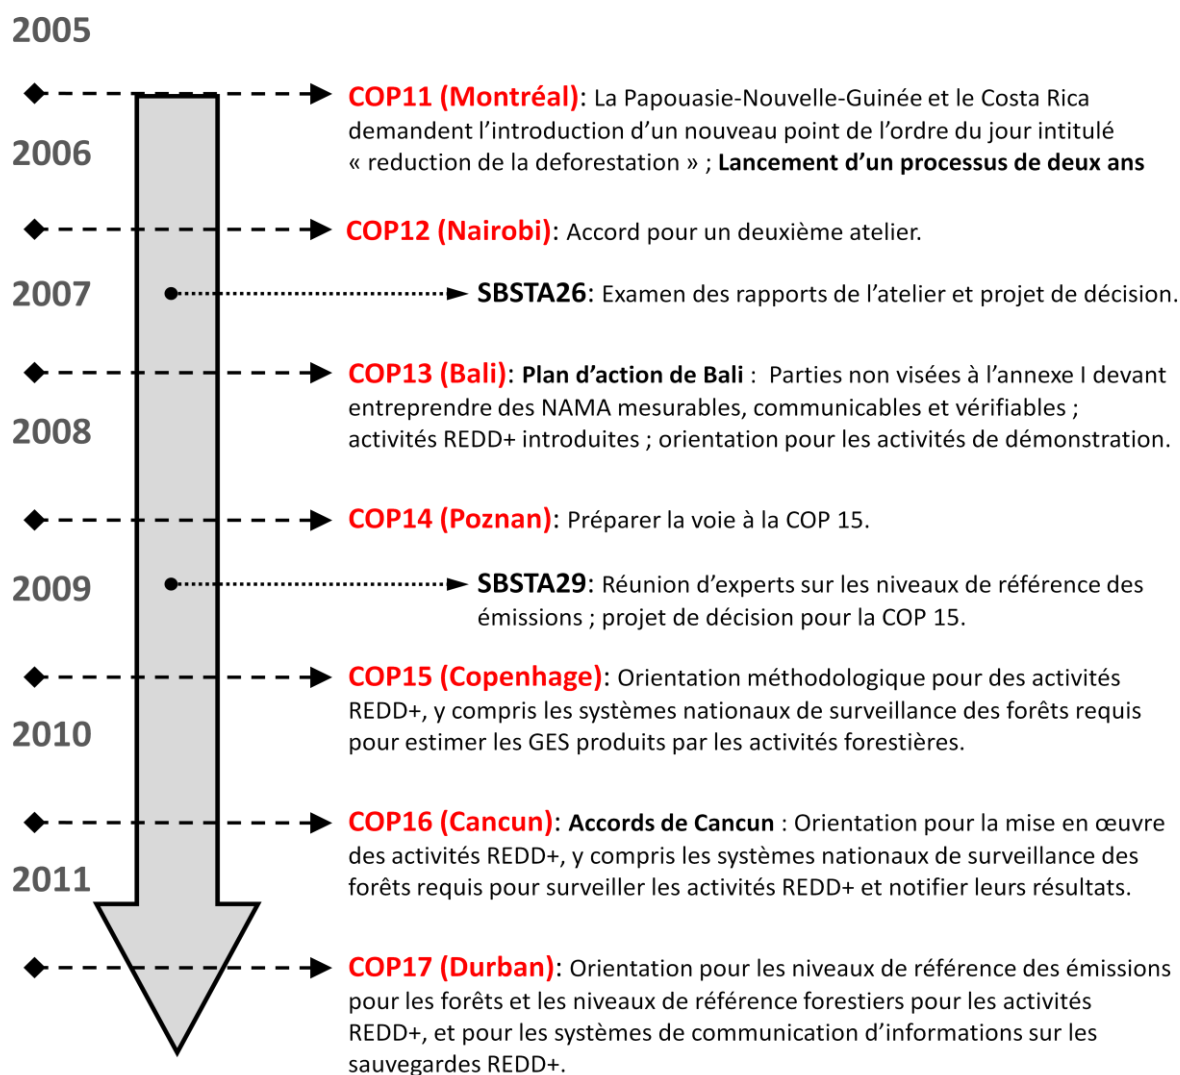 2005
COP11 (Montréal): La Papouasie-Nouvelle-Guinée et le Costa Rica
demandent l’introduction d’un nouveau point de l’ordre du jour intitulé
2006
« reduction de la deforestation » ; Lancement d’un processus de deux ans
COP12 (Nairobi): Accord pour un deuxième atelier.
2007
SBSTA26: Examen des rapports de l’atelier et projet de décision.
COP13 (Bali): Plan d’action de Bali : Parties non visées à l’annexe I devant
entreprendre des NAMA mesurables, communicables et vérifiables ;
2008
activités REDD+ introduites ; orientation pour les activités de démonstration.
COP14 (Poznan): Préparer la voie à la COP 15.
2009
SBSTA29: Réunion d’experts sur les niveaux de référence des
émissions ; projet de décision pour la COP 15.
COP15 (Copenhage): Orientation méthodologique pour des activités
REDD+, y compris les systèmes nationaux de surveillance des forêts requis
2010
pour estimer les GES produits par les activités forestières.
COP16 (Cancun): Accords de Cancun : Orientation pour la mise en œuvre
des activités REDD+, y compris les systèmes nationaux de surveillance des
2011
forêts requis pour surveiller les activités REDD+ et notifier leurs résultats.
COP17 (Durban): Orientation pour les niveaux de référence des émissions
pour les forêts et les niveaux de référence forestiers pour les activités
REDD+, et pour les systèmes de communication d’informations sur les
sauvegardes REDD+.